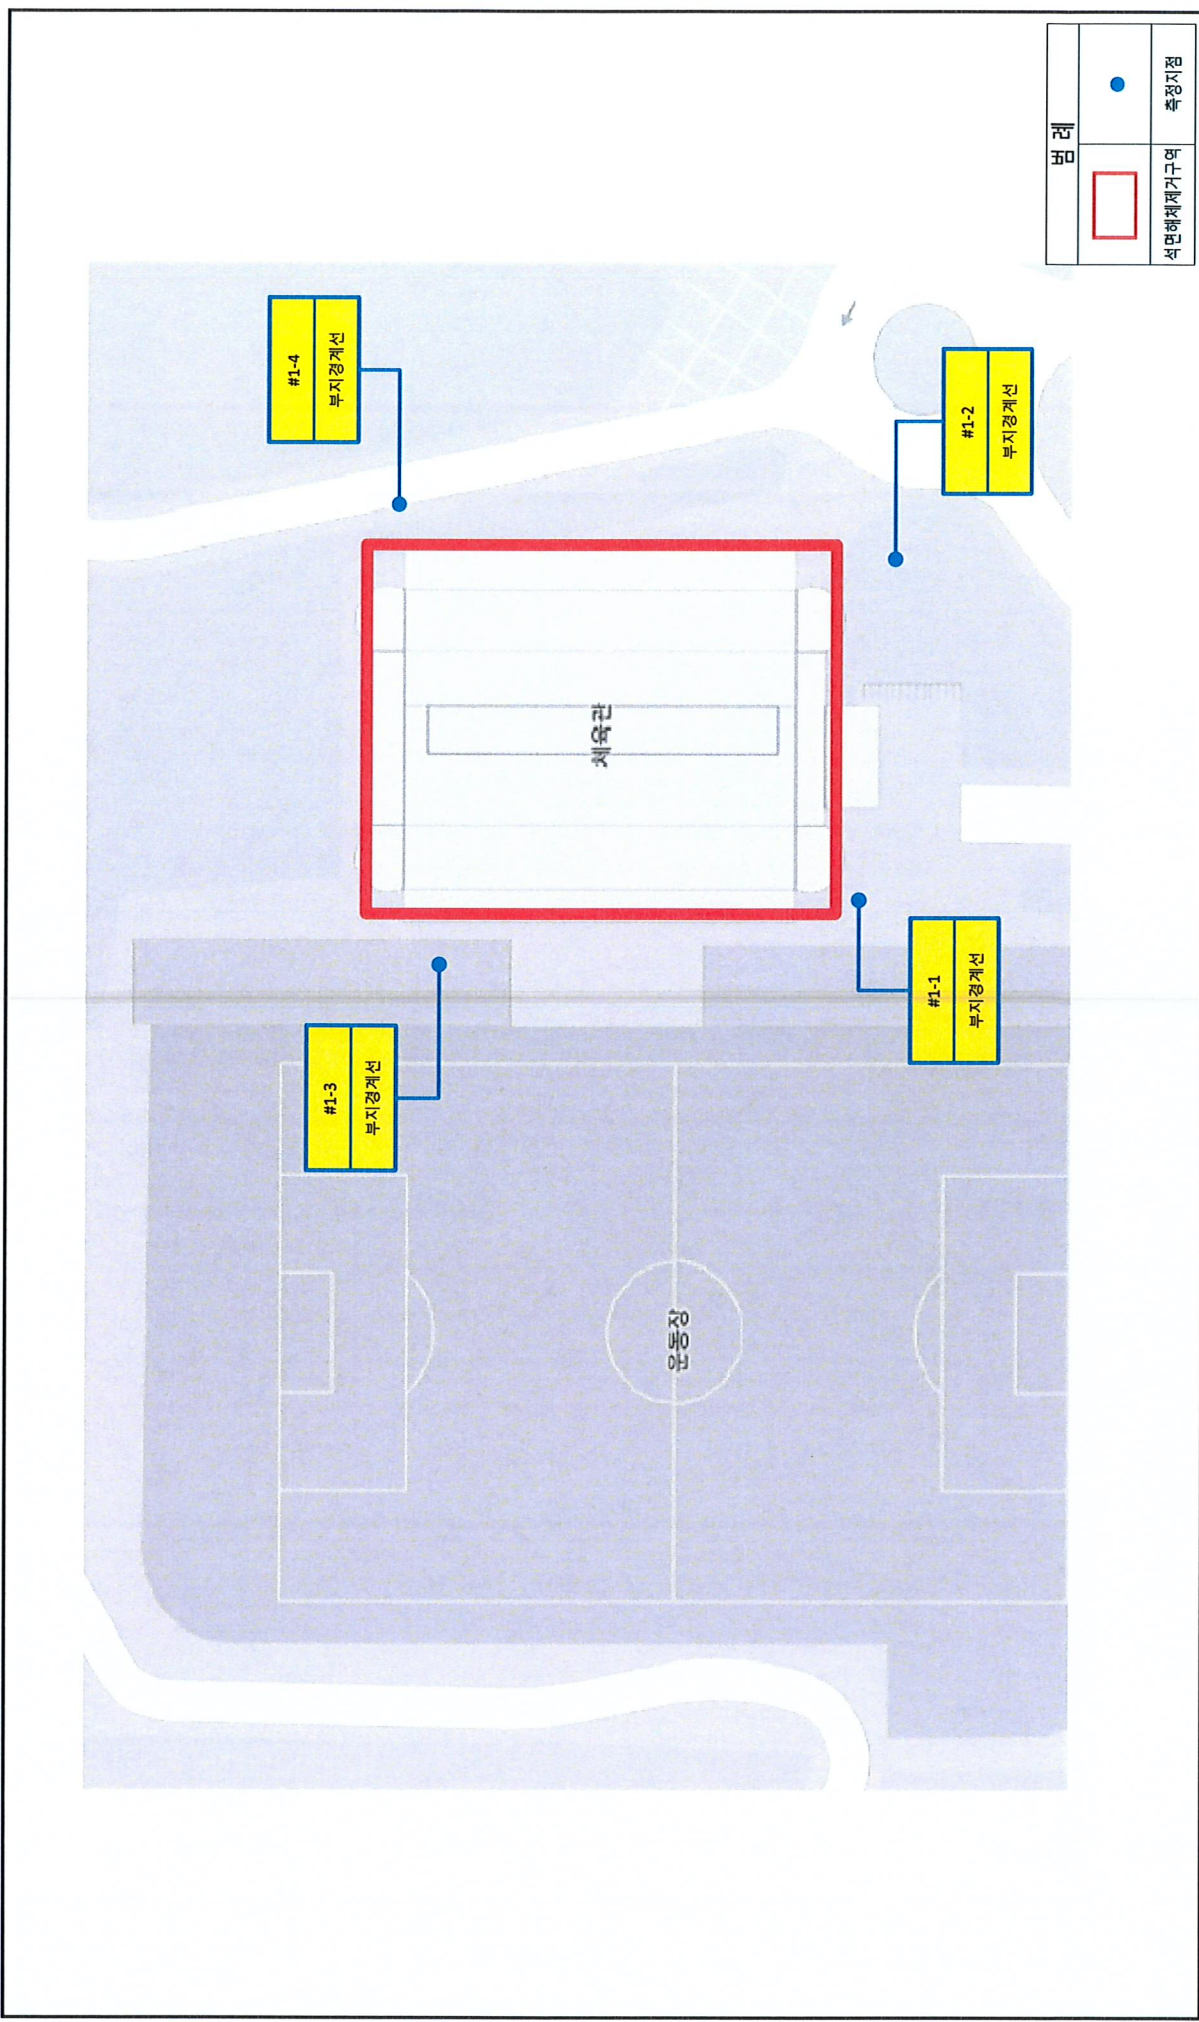 범 례
석면해체제거구역
측정지점
#1-3
부지경계선
#1-4
부지경계선
운동장
체육관
#1-1
부지경계선
#1-2
부지경계선